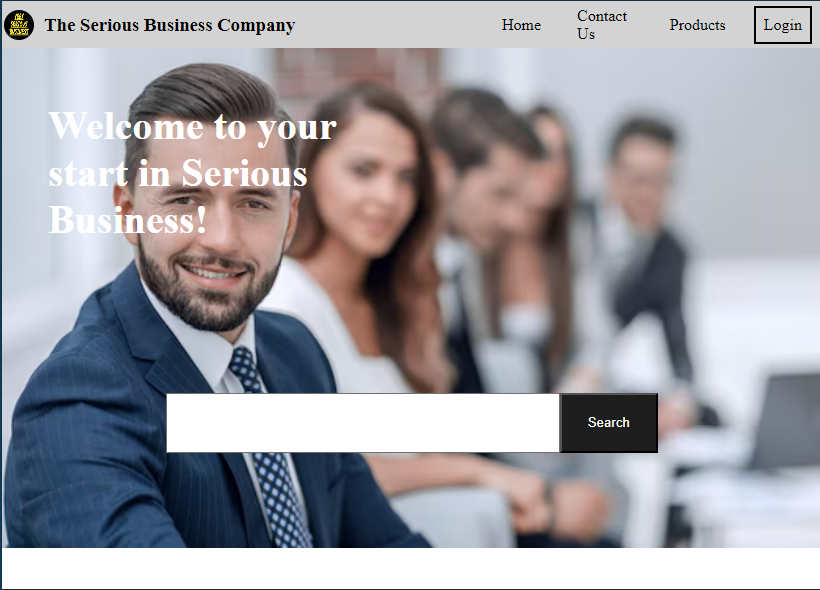 The Serious Business Company
Home
Contact
Us
Products
Login
Welcome to your
start in Serious
Business!
Search